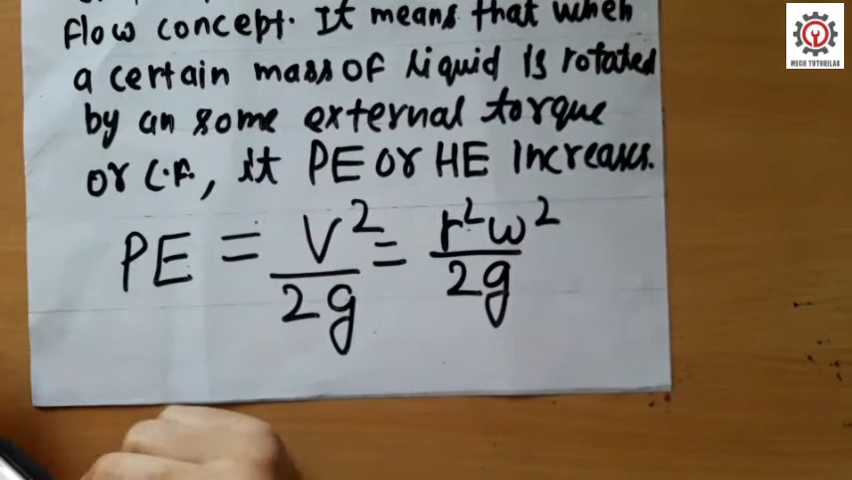 flow concept. It means that when
a certain mass of liquid is rotated
by an some external torque
or C.F., it PE or HE increases.
PE = V²/2g = r²ω²/2g
MECH TUTORILAS